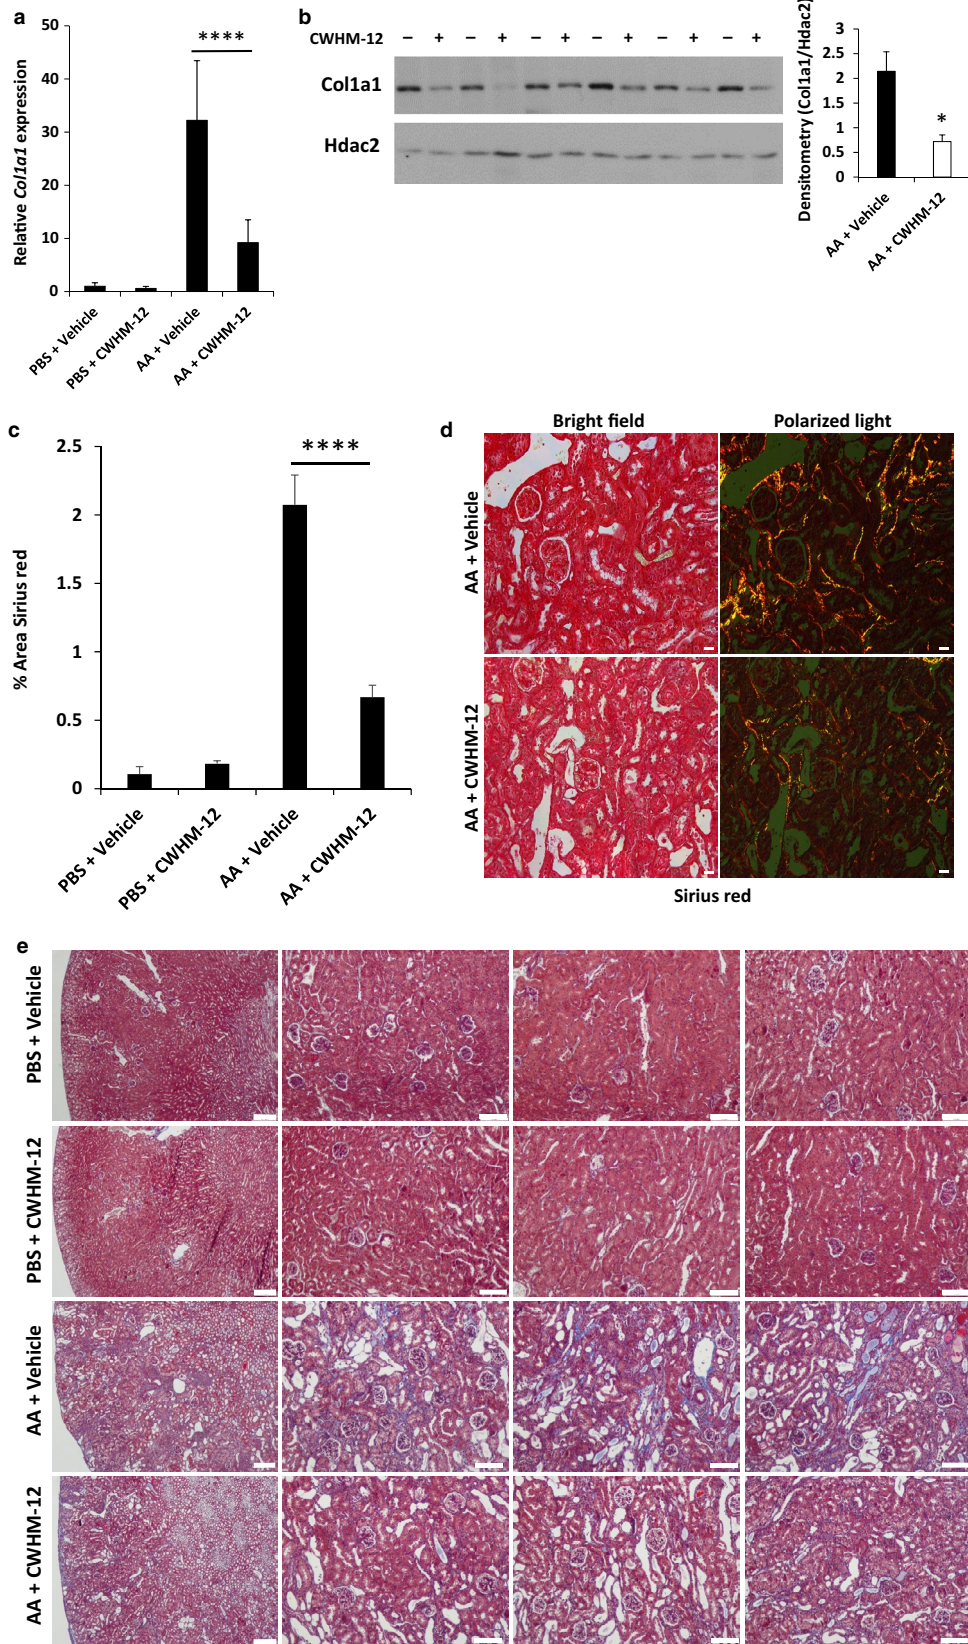 a
50
40
30
20
10
0
Relative Col1a1 expression
****
PBS + Vehicle
PBS + CWHM-12
AA + Vehicle
AA + CWHM-12
b
CWHM-12 – + – + – + – + – + – +
Col1a1
Hdac2
3
2.5
2
1.5
1
0.5
0
Densitometry (Col1a1/Hdac2)
*
AA + Vehicle
AA + CWHM-12
c
2.5
2
1.5
1
0.5
0
% Area Sirius red
****
PBS + Vehicle
PBS + CWHM-12
AA + Vehicle
AA + CWHM-12
d
Bright field
Polarized light
AA + Vehicle
AA + CWHM-12
Sirius red
e
PBS + Vehicle
PBS + CWHM-12
AA + Vehicle
AA + CWHM-12